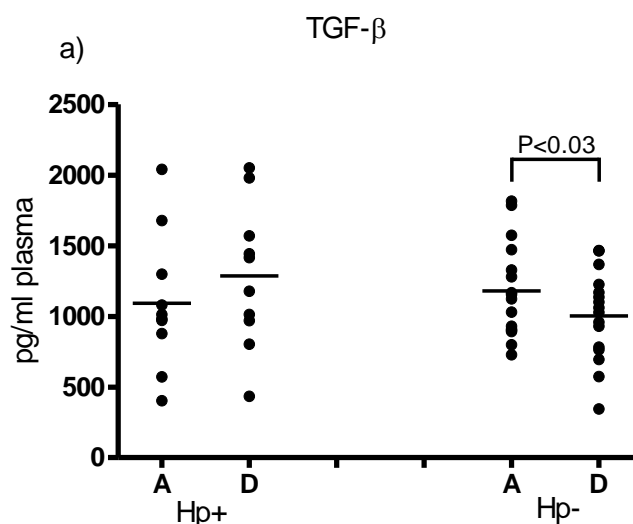 TGF-β
a)
2500
2000
1500
1000
500
0
pg/ml plasma
P<0.03
A D A D
Hp+ Hp-